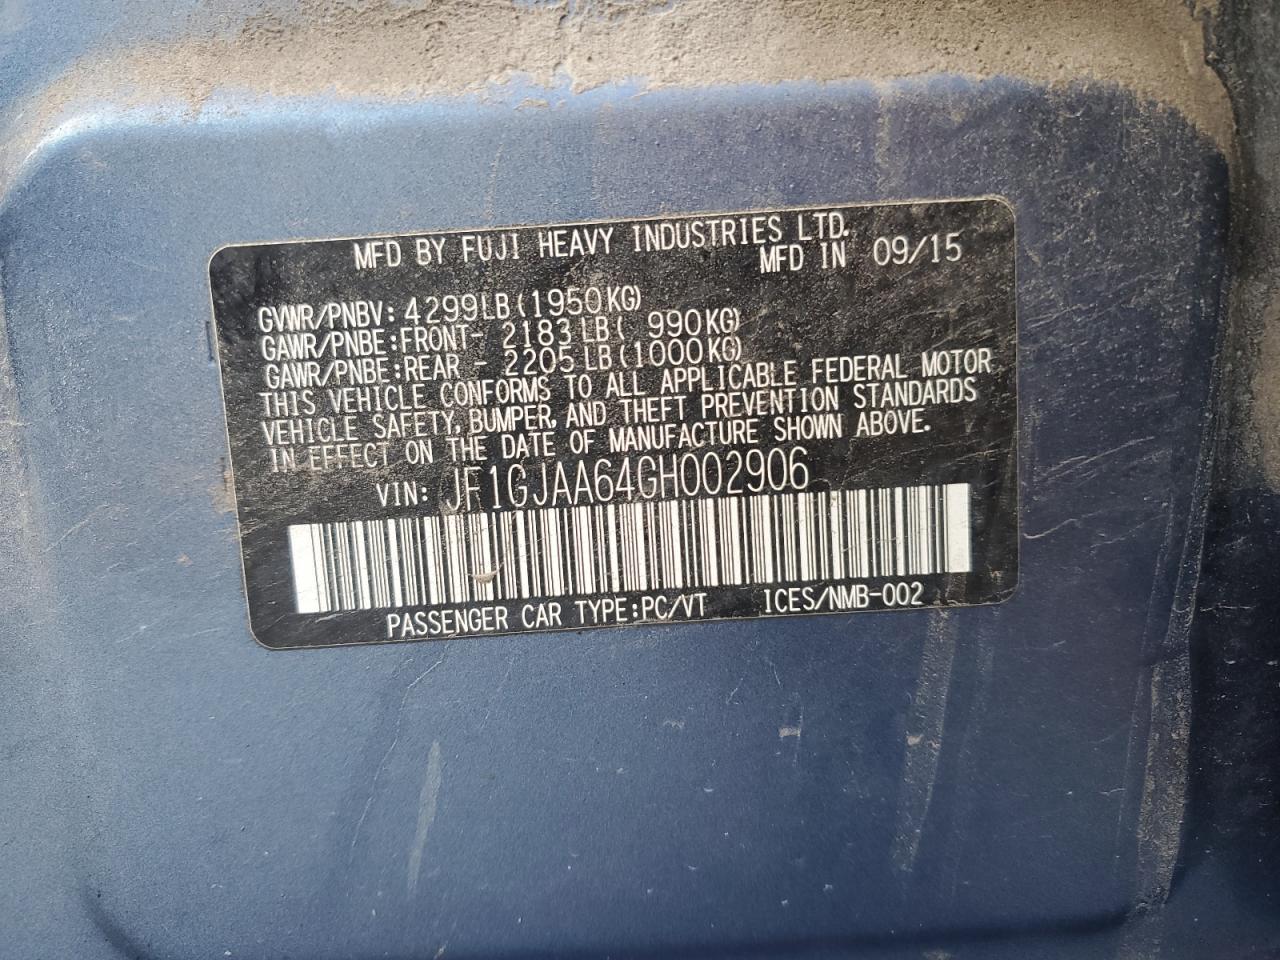 MFD BY FUJI HEAVY INDUSTRIES LTD.
MFD IN 09/15
GVWR/PNBV: 4299LB(1950KG)
GAWR/PNBE:FRONT- 2183LB( 990KG)
GAWR/PNBE:REAR - 2205LB(1000KG)
THIS VEHICLE CONFORMS TO ALL APPLICABLE FEDERAL MOTOR
VEHICLE SAFETY, BUMPER, AND THEFT PREVENTION STANDARDS
IN EFFECT ON THE DATE OF MANUFACTURE SHOWN ABOVE.
VIN: JF1GJAA64GH002906
PASSENGER CAR TYPE:PC/VT ICES/NMB-002